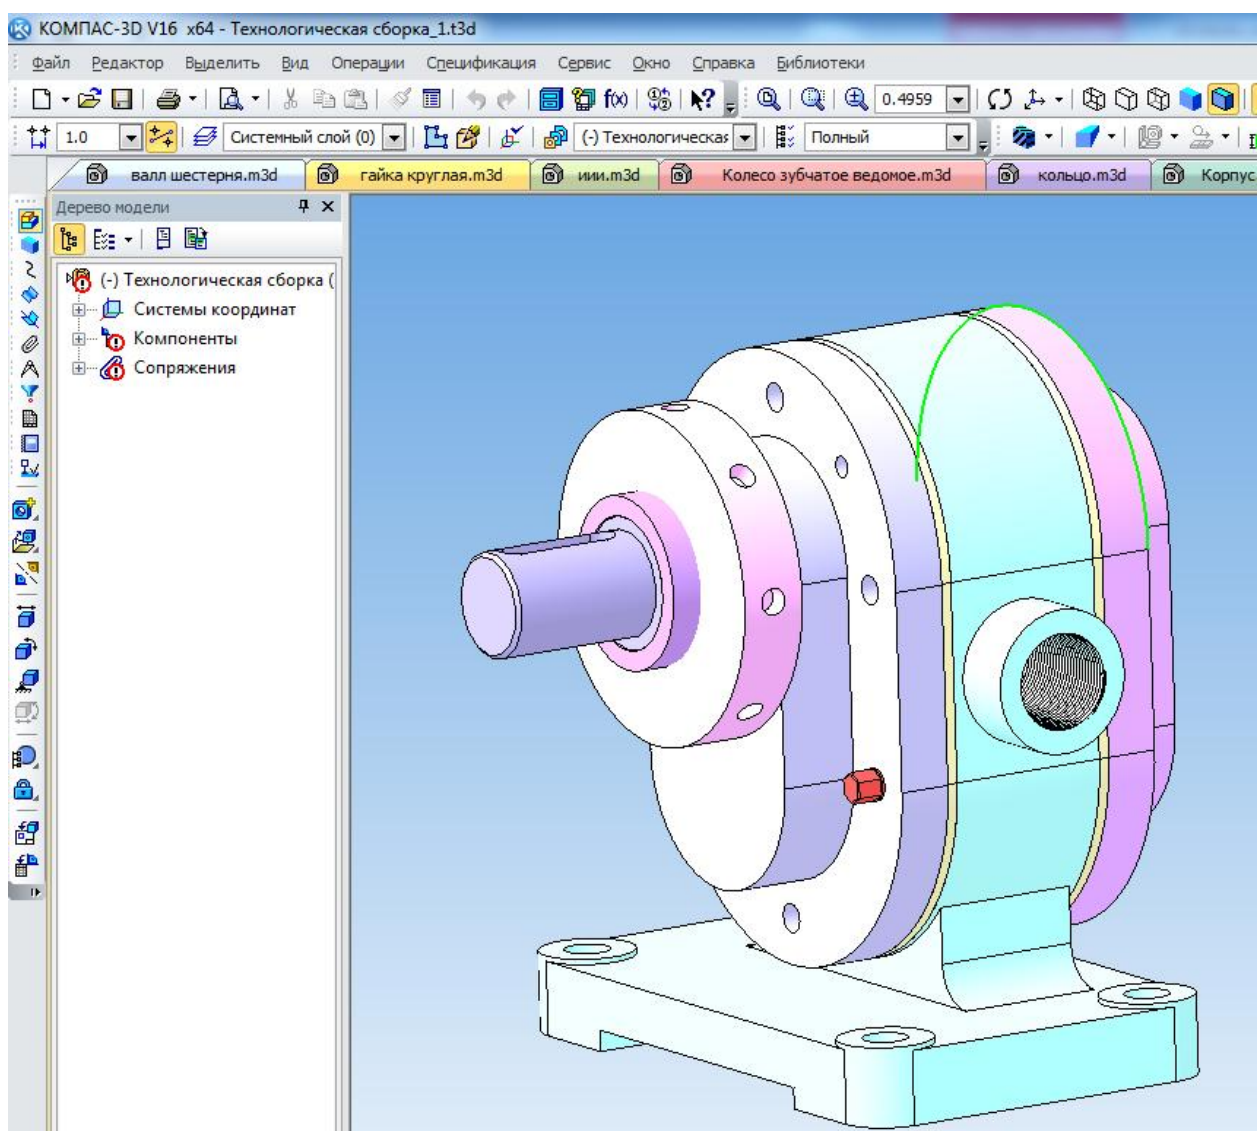 КОМПАС-3D V16 x64 - Технологическая сборка_1.t3d
Файл Редактор Выделить Вид Операции Спецификация Сервис Окно Справка Библиотеки
f(x) 0.4959
1.0 Системный слой (0) (-) Технологическая Полный
валл шестерня.m3d гайка круглая.m3d иии.m3d Колесо зубчатое ведомое.m3d кольцо.m3d Корпус
Дерево модели
(-) Технологическая сборка (
Системы координат
Компоненты
Сопряжения